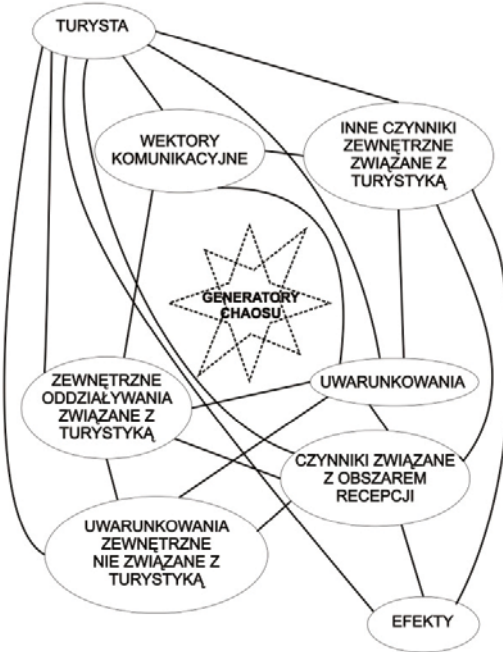 TURYSTA
WEKTORY
KOMUNIKACYJNE
INNE CZYNNIKI
ZEWNĘTRZNE
ZWIĄZANE Z
TURYSTYKĄ
GENERATORY
CHAOSU
ZEWNĘTRZNE
ODDZIAŁYWANIA
ZWIĄZANE Z
TURYSTYKĄ
UWARUNKOWANIA
CZYNNIKI ZWIĄZANE
Z OBSZAREM
RECEPCJI
UWARUNKOWANIA
ZEWNĘTRZNE
NIE ZWIĄZANE Z
TURYSTYKĄ
EFEKTY